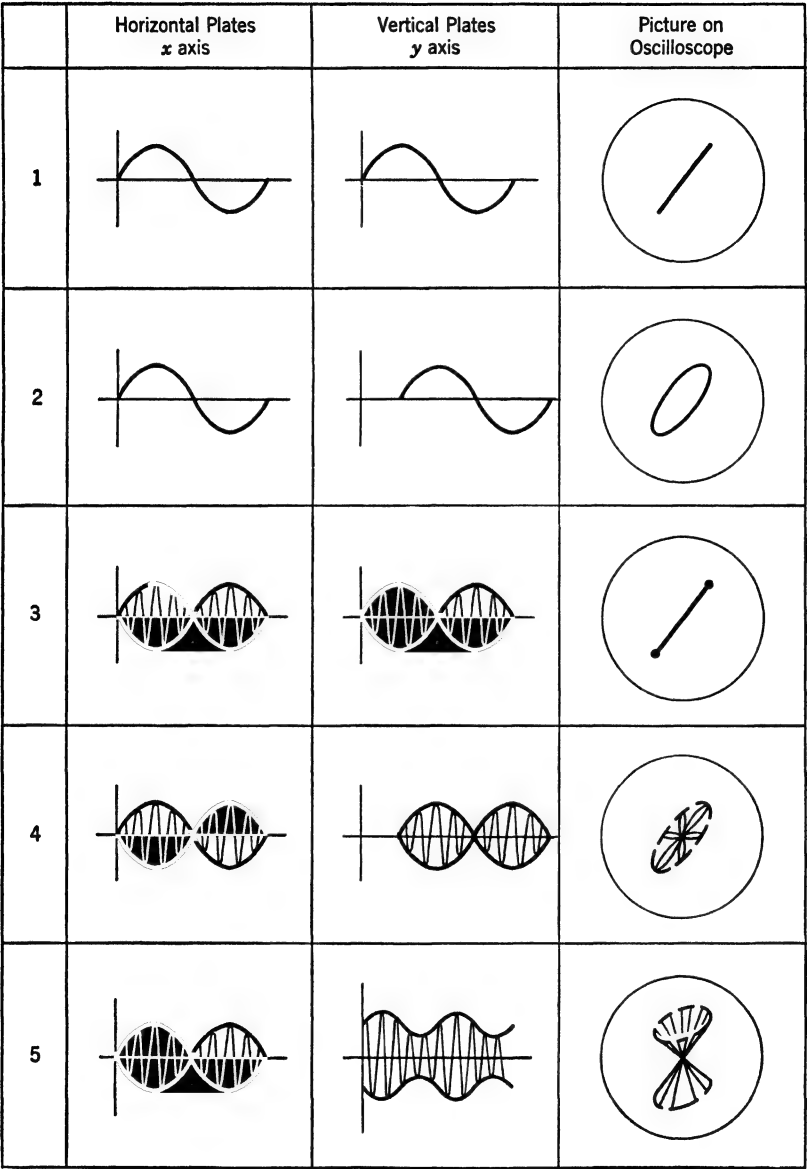 Horizontal Plates
x axis
Vertical Plates
y axis
Picture on
Oscilloscope
1
2
3
4
5